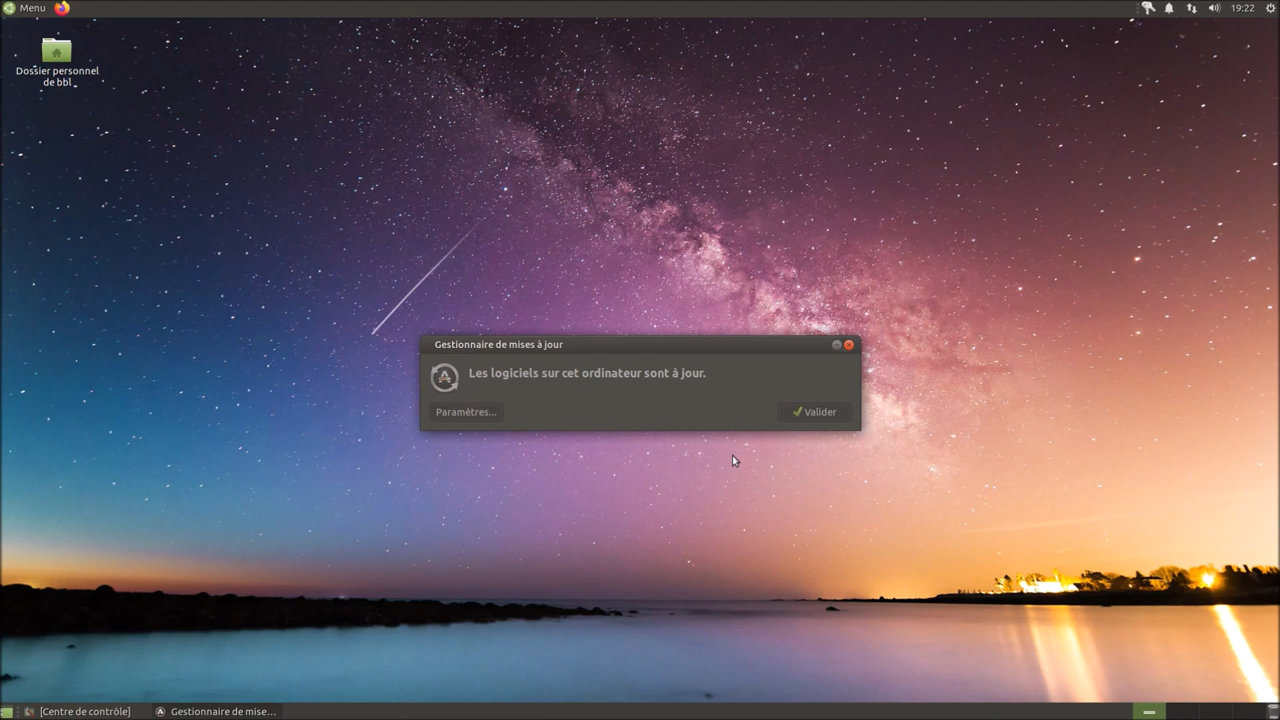 Menu
19:22
Dossier personnel
de bbl
Gestionnaire de mises à jour
Les logiciels sur cet ordinateur sont à jour.
Paramètres...
Valider
[Centre de contrôle]
Gestionnaire de mise...